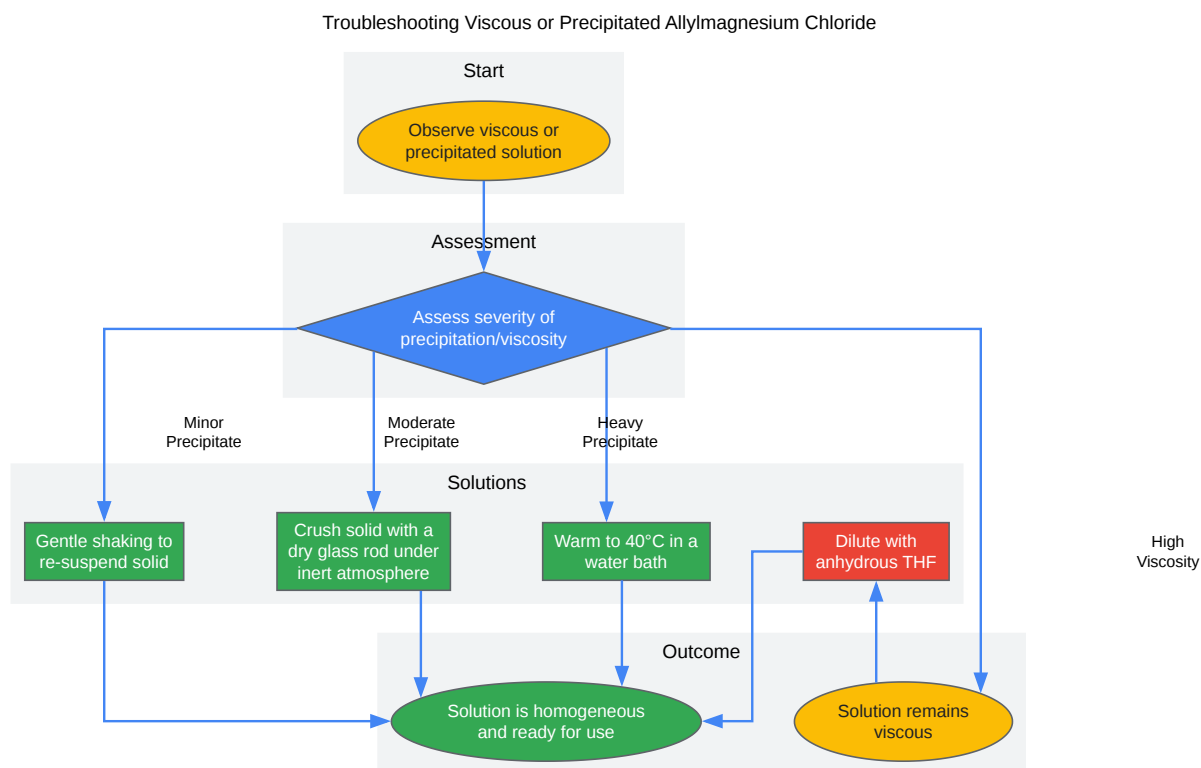 Troubleshooting Viscous or Precipitated Allylmagnesium Chloride
Start
Observe viscous or
precipitated solution
Assessment
Assess severity of
precipitation/viscosity
Minor
Precipitate
Moderate
Precipitate
Heavy
Precipitate
Solutions
Gentle shaking to
re-suspend solid
Crush solid with a
dry glass rod under
inert atmosphere
Warm to 40°C in a
water bath
Dilute with
anhydrous THF
High
Viscosity
Outcome
Solution is homogeneous
and ready for use
Solution remains
viscous